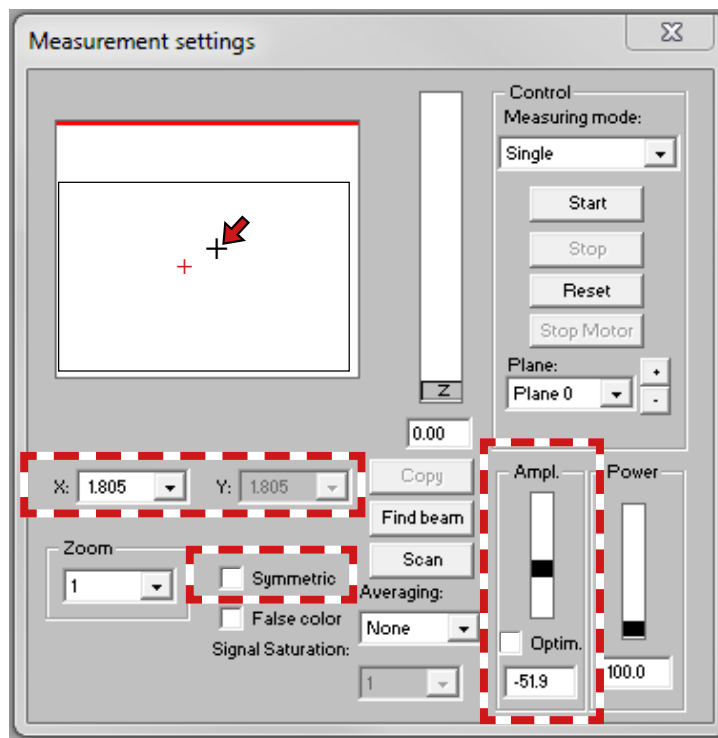 Measurement settings
Control
Measuring mode:
Single
Start
Stop
Reset
Stop Motor
Plane:
Plane 0
+
-
Z
0.00
X: 1.805 Y: 1.805
Copy
Find beam
Scan
Zoom
1
Symmetric
False color
Signal Saturation:
1
Averaging:
None
Ampl.
Optim.
-51.9
Power
100.0